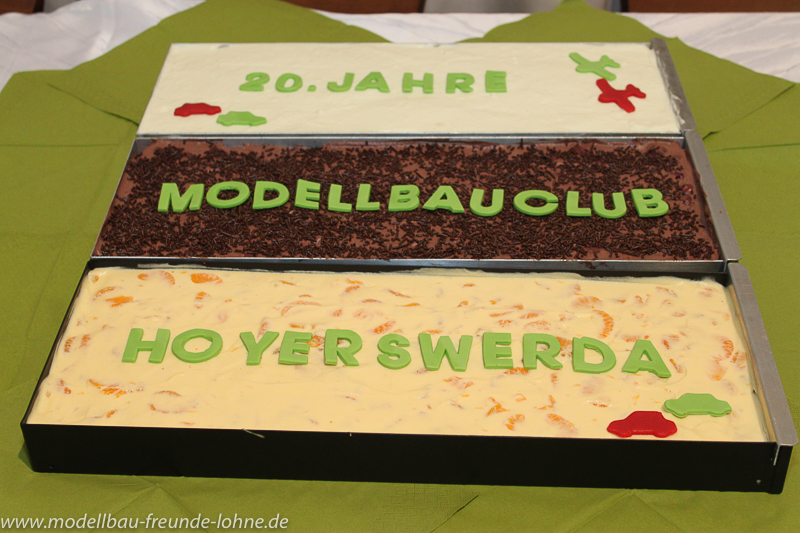 20. JAHRE
MODELLBAUCLUB
HOYERSWERDA
www.modellbau-freunde-lohne.de